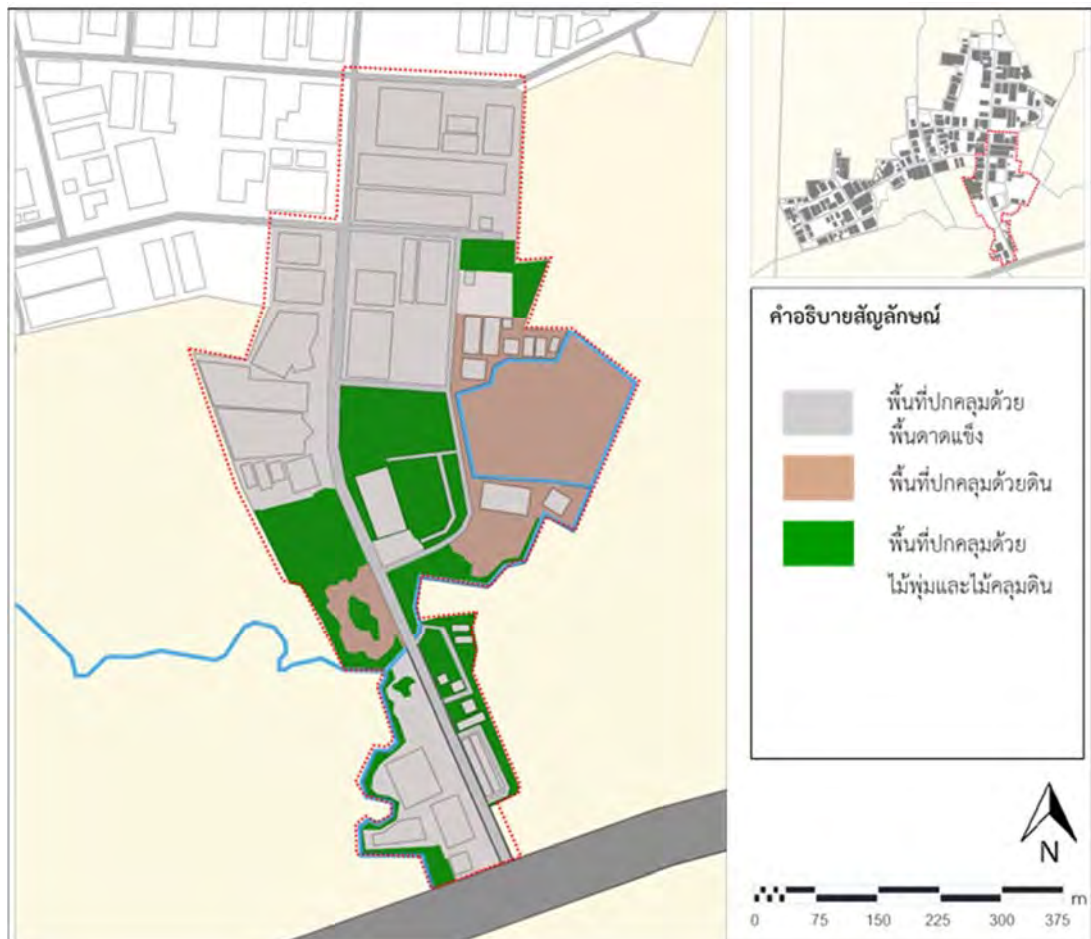 คำอธิบายสัญลักษณ์
พื้นที่ปกคลุมด้วย
พื้นดาดแข็ง
พื้นที่ปกคลุมด้วยดิน
พื้นที่ปกคลุมด้วย
ไม้พุ่มและไม้คลุมดิน
N
m
0 75 150 225 300 375